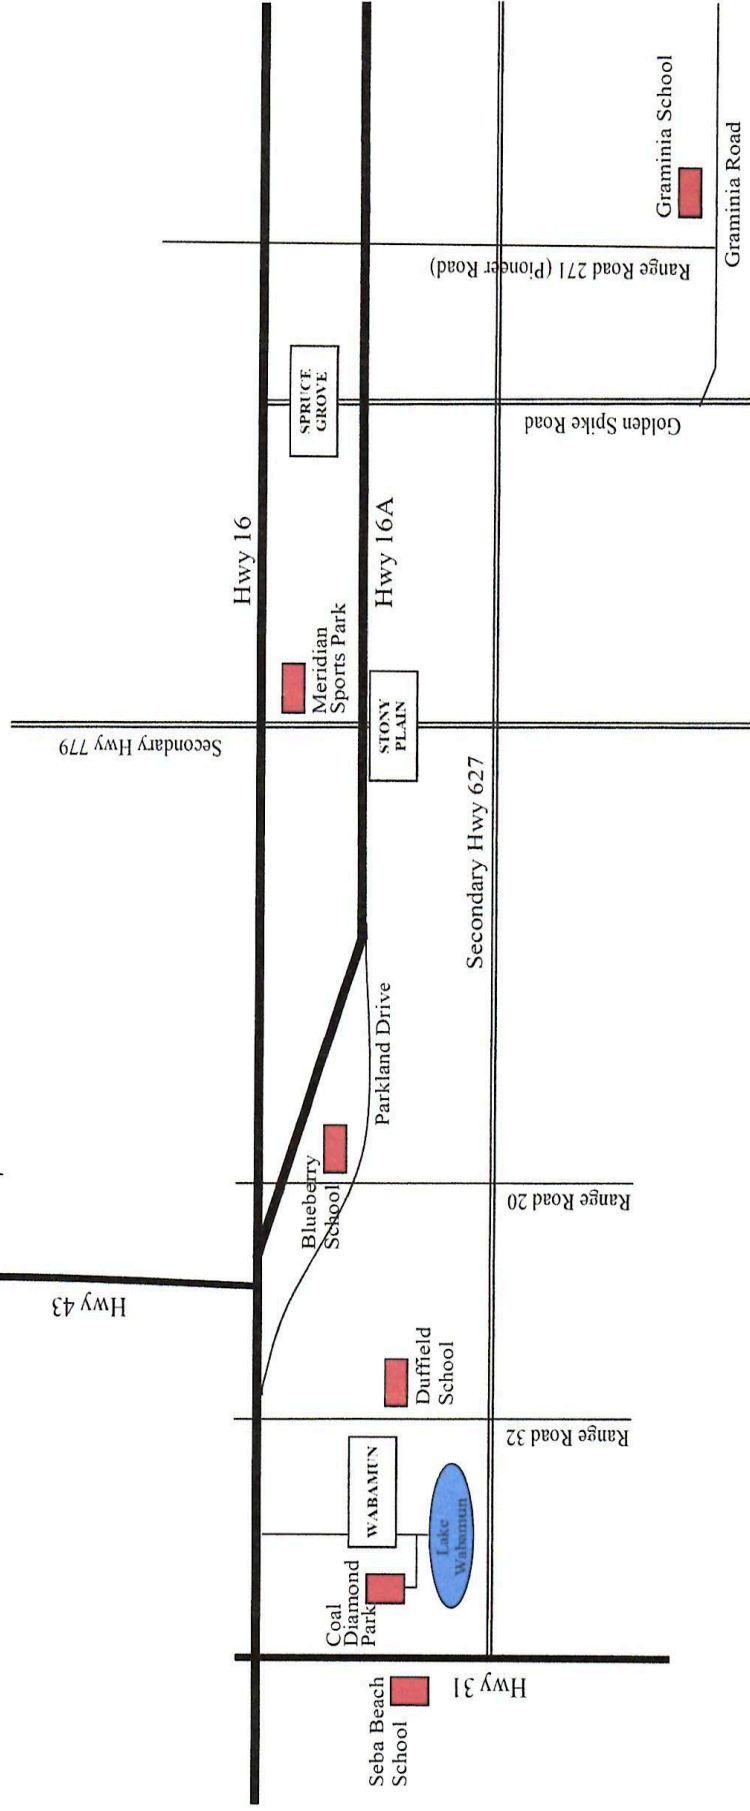 Hwy 43
Secondary Hwy 779
Hwy 16
Hwy 16A
SPRUCE
GROVE
Meridian
Sports Park
STONY
PLAIN
Range Road 271 (Pioneer Road)
Graminia School
Graminia Road
Golden Spike Road
Secondary Hwy 627
Parkland Drive
Blueberry
School
Range Road 20
Duffield
School
Range Road 32
WABAMUN
Lake
Wabamun
Coal
Diamond
Park
Hwy 31
Seba Beach
School